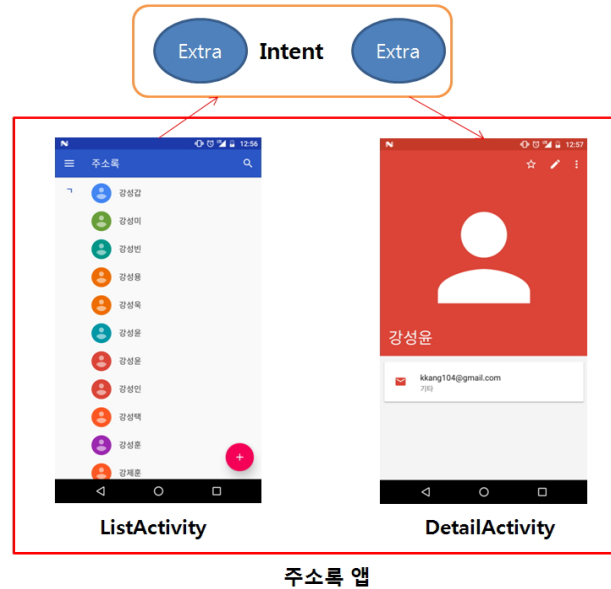 Extra Intent Extra
12:56
주소록
ㄱ 강성갑
강성미
강성빈
강성용
강성욱
강성윤
강성윤
강성인
강성택
강성훈
강제훈
ListActivity
12:57
강성윤
kkang104@gmail.com
기타
DetailActivity
주소록 앱